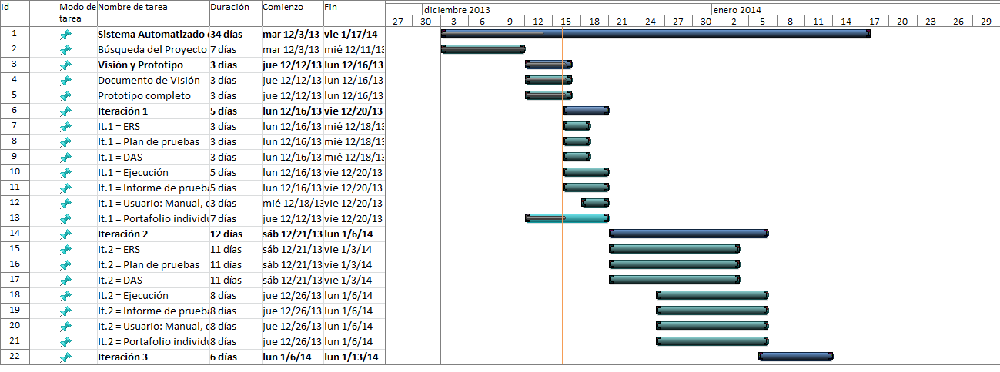 Id Modo de tarea Nombre de tarea Duración Comienzo Fin
diciembre 2013 enero 2014
27 30 3 6 9 12 15 18 21 24 27 30 2 5 8 11 14 17 20 23 26 29
1 Sistema Automatizado 34 días mar 12/3/13 vie 1/17/14
2 Búsqueda del Proyecto 7 días mar 12/3/13 mié 12/11/13
3 Visión y Prototipo 3 días jue 12/12/13 lun 12/16/13
4 Documento de Visión 3 días jue 12/12/13 lun 12/16/13
5 Prototipo completo 3 días jue 12/12/13 lun 12/16/13
6 Iteración 1 5 días lun 12/16/13 vie 12/20/13
7 It.1 = ERS 3 días lun 12/16/13 mié 12/18/13
8 It.1 = Plan de pruebas 3 días lun 12/16/13 mié 12/18/13
9 It.1 = DAS 3 días lun 12/16/13 mié 12/18/13
10 It.1 = Ejecución 5 días lun 12/16/13 vie 12/20/13
11 It.1 = Informe de prueba 5 días lun 12/16/13 vie 12/20/13
12 It.1 = Usuario: Manual, 3 días mié 12/18/13 vie 12/20/13
13 It.1 = Portafolio individu 7 días jue 12/12/13 vie 12/20/13
14 Iteración 2 12 días sáb 12/21/13 lun 1/6/14
15 It.2 = ERS 11 días sáb 12/21/13 vie 1/3/14
16 It.2 = Plan de pruebas 11 días sáb 12/21/13 vie 1/3/14
17 It.2 = DAS 11 días sáb 12/21/13 vie 1/3/14
18 It.2 = Ejecución 8 días jue 12/26/13 lun 1/6/14
19 It.2 = Informe de prueba 8 días jue 12/26/13 lun 1/6/14
20 It.2 = Usuario: Manual, 8 días jue 12/26/13 lun 1/6/14
21 It.2 = Portafolio individu 8 días jue 12/26/13 lun 1/6/14
22 Iteración 3 6 días lun 1/6/14 lun 1/13/14